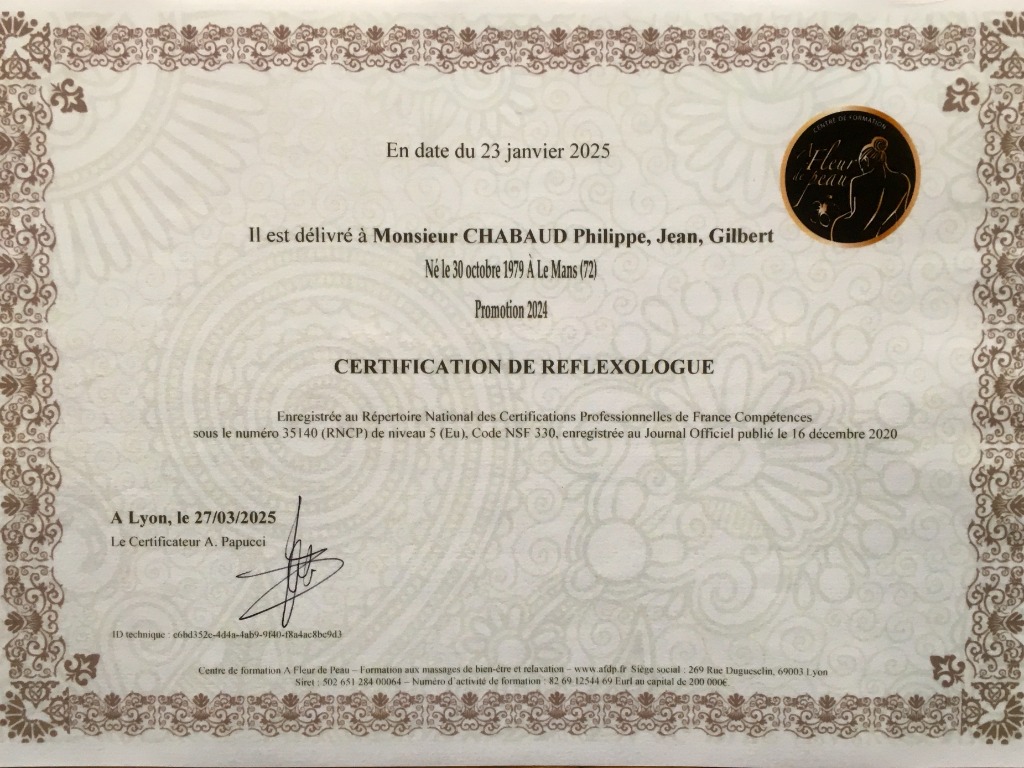 CENTRE DE FORMATION
A Fleur
de peau
En date du 23 janvier 2025
Il est délivré à Monsieur CHABAUD Philippe, Jean, Gilbert
Né le 30 octobre 1979 À Le Mans (72)
Promotion 2024
CERTIFICATION DE REFLEXOLOGUE
Enregistrée au Répertoire National des Certifications Professionnelles de France Compétences
sous le numéro 35140 (RNCP) de niveau 5 (Eu), Code NSF 330, enregistrée au Journal Officiel publié le 16 décembre 2020
A Lyon, le 27/03/2025
Le Certificateur A. Papucci
ID technique : c6bd352c-4d4a-4ab9-9f40-f8a4ac8bc9d3
Centre de formation A Fleur de Peau – Formation aux massages de bien-être et relaxation – www.afdp.fr Siège social : 269 Rue Duguesclin, 69003 Lyon
Siret : 502 651 284 00064 – Numéro d'activité de formation : 82 69 12544 69 Eurl au capital de 200 000€